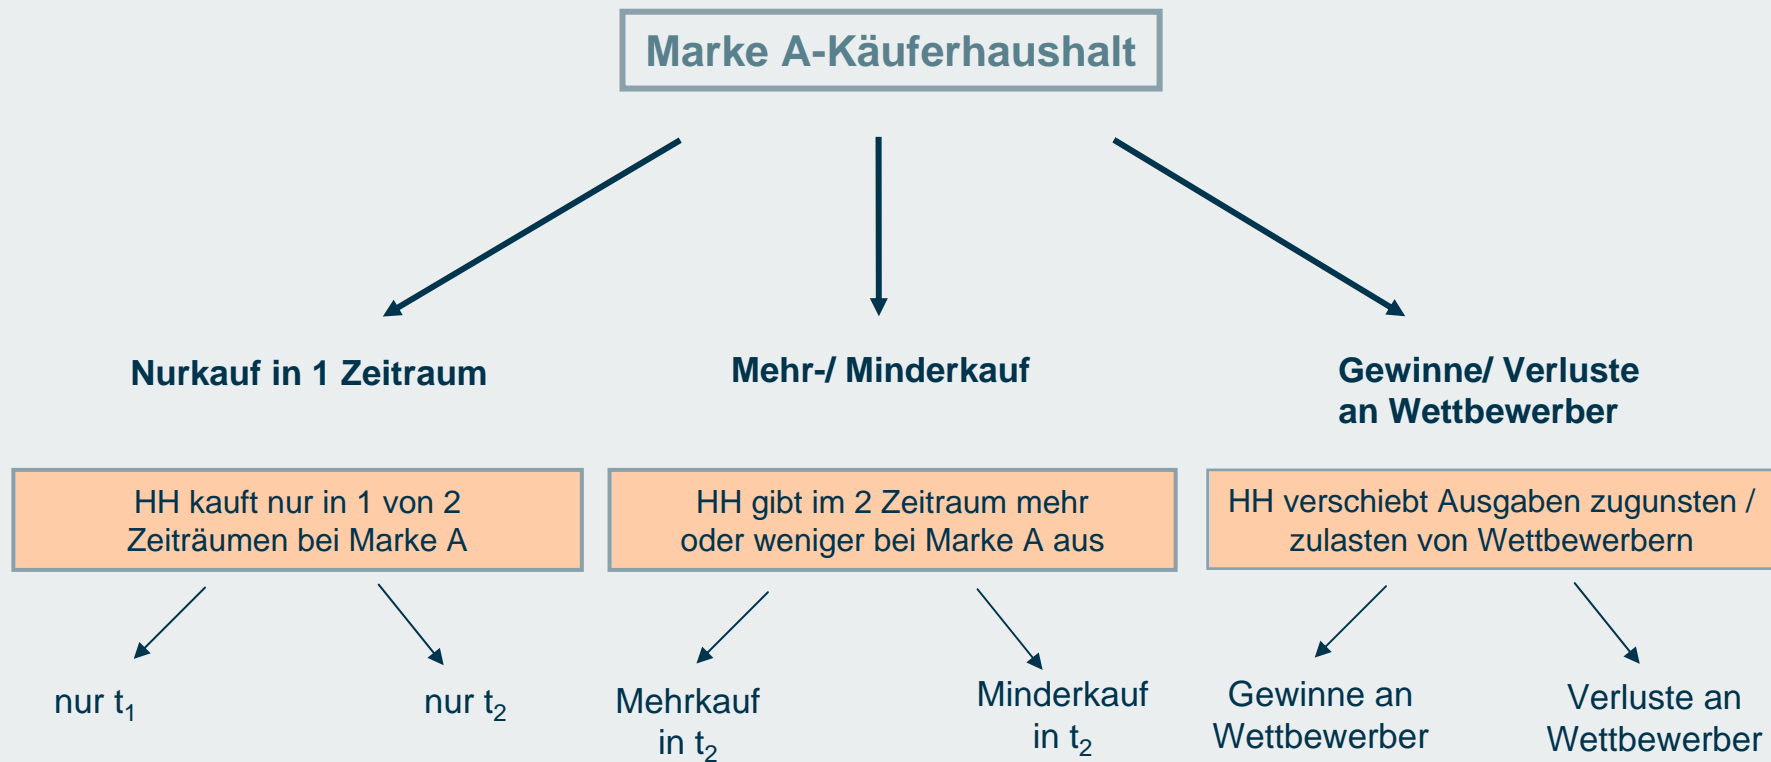 Marke A-Käuferhaushalt
Nurkauf in 1 Zeitraum
Mehr-/ Minderkauf
Gewinne/ Verluste
an Wettbewerber
HH kauft nur in 1 von 2
Zeiträumen bei Marke A
HH gibt im 2 Zeitraum mehr
oder weniger bei Marke A aus
HH verschiebt Ausgaben zugunsten /
zulasten von Wettbewerbern
nur t₁
nur t₂
Mehrkauf
in t₂
Minderkauf
in t₂
Gewinne an
Wettbewerber
Verluste an
Wettbewerber